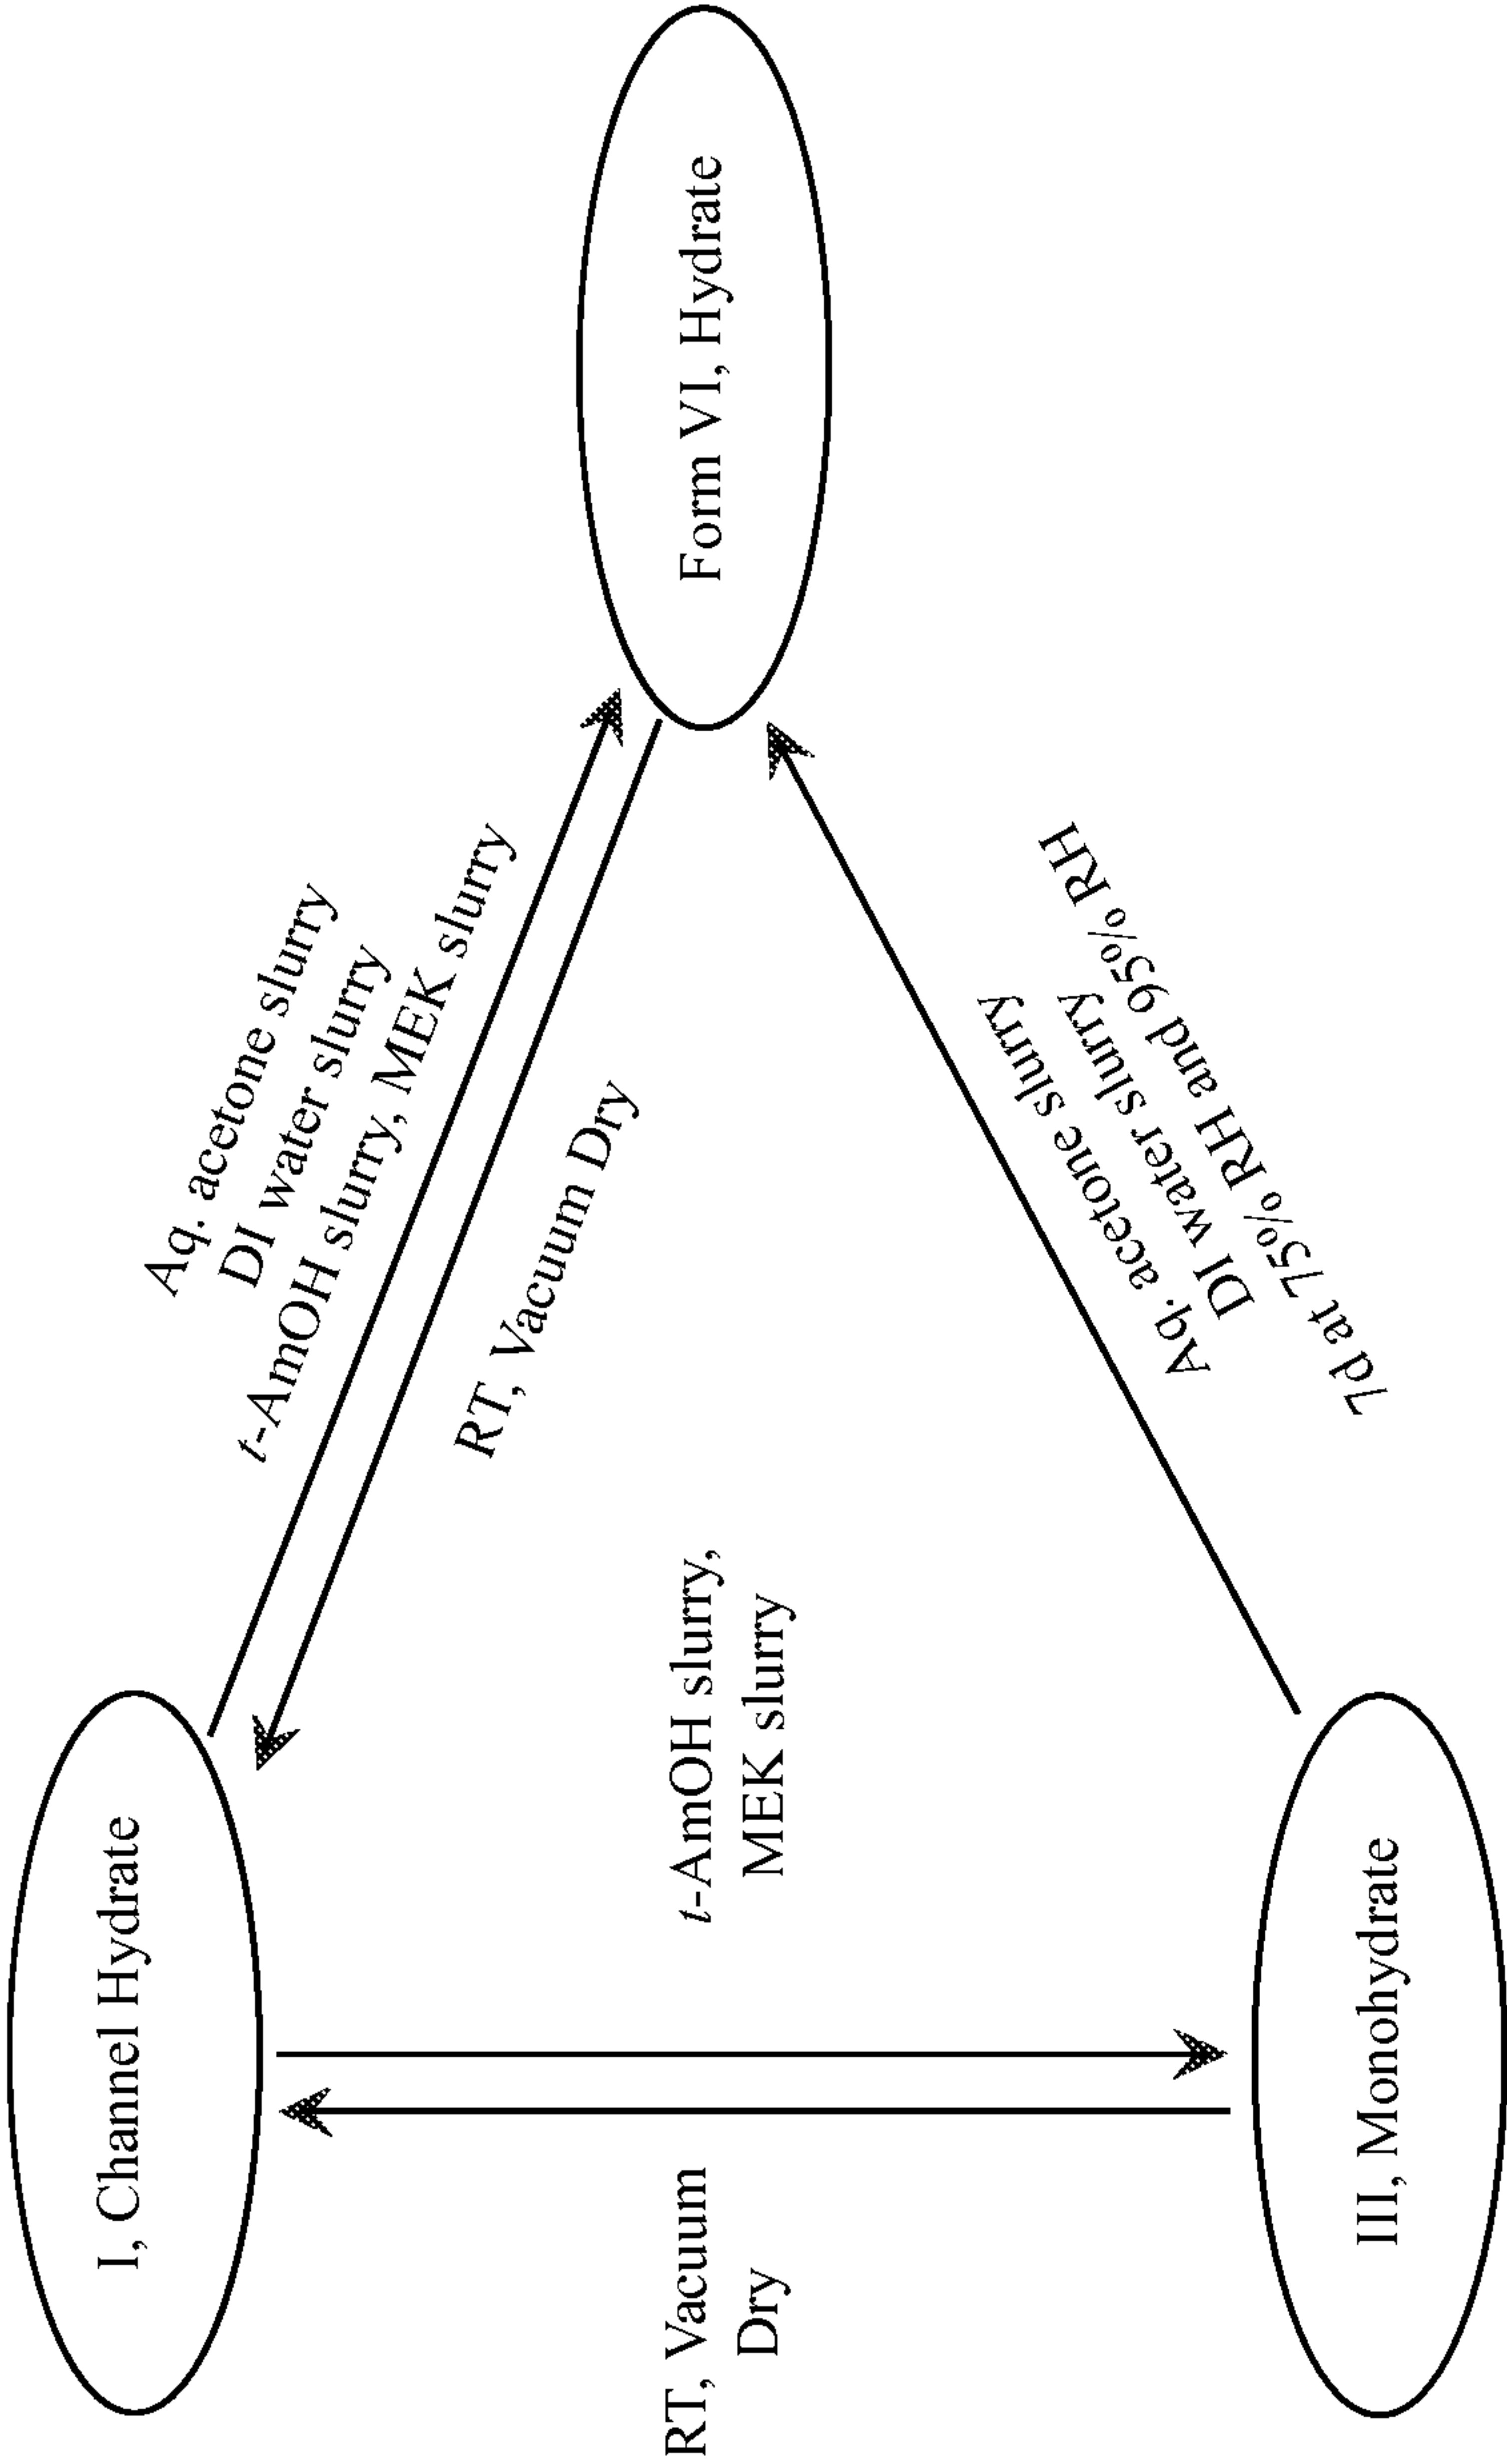 I, Channel Hydrate
Aq. acetone slurry
DI water slurry
t-AmOH slurry, MEK slurry
RT, Vacuum Dry
RT, Vacuum
Dry
t-AmOH slurry,
MEK slurry
Form VI, Hydrate
Aq. acetone slurry
DI water slurry
7d at 75% RH and 95% RH
III, Monohydrate